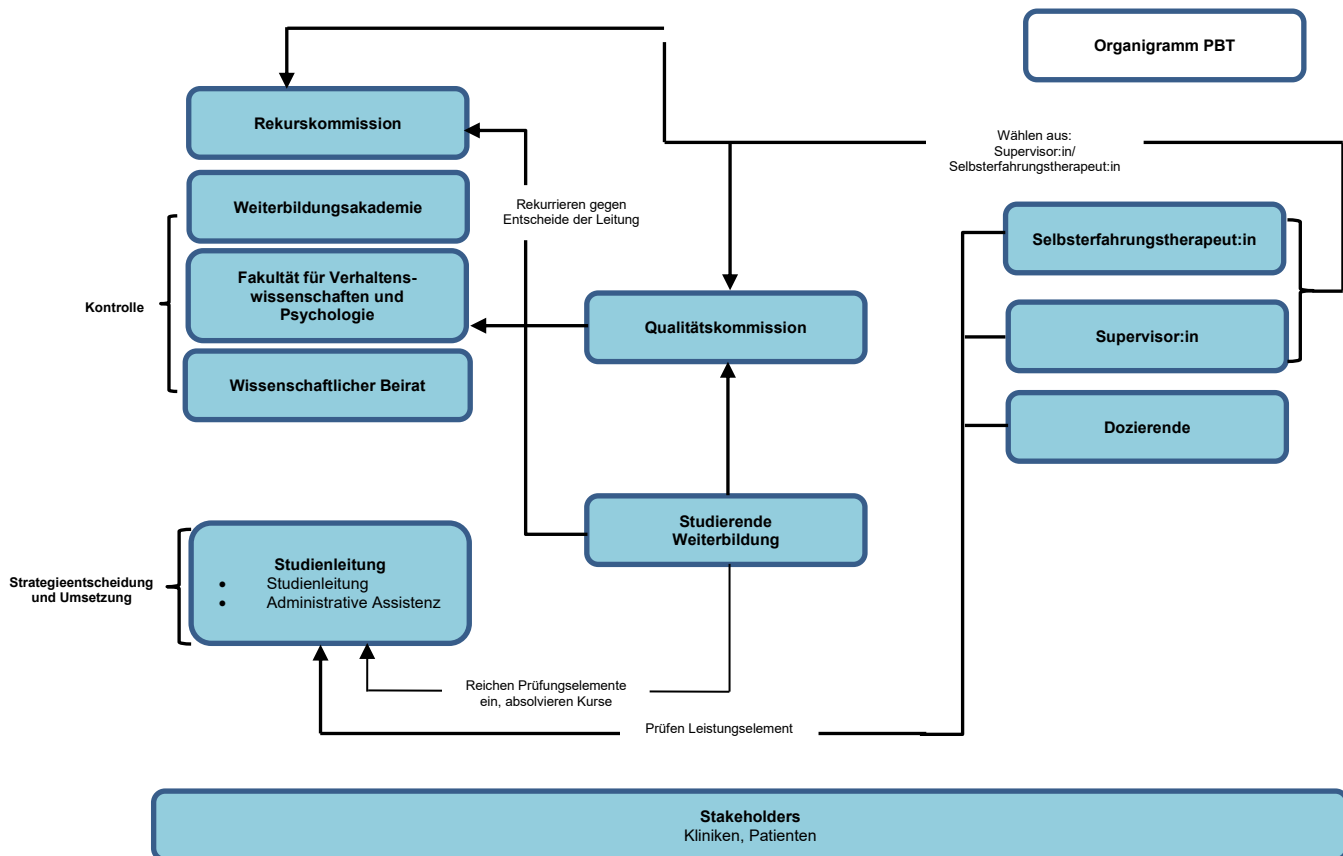 Organigramm PBT
Rekurskommission
Wählen aus:
Supervisor:in/
Selbsterfahrungstherapeut:in
Weiterbildungsakademie
Rekurrieren gegen
Entscheide der Leitung
Selbsterfahrungstherapeut:in
Fakultät für Verhaltens-
wissenschaften und
Psychologie
Kontrolle
Qualitätskommission
Supervisor:in
Wissenschaftlicher Beirat
Dozierende
Studierende
Weiterbildung
Strategieentscheidung
und Umsetzung
Studienleitung
• Studienleitung
• Administrative Assistenz
Reichen Prüfungselemente
ein, absolvieren Kurse
Prüfen Leistungselement
Stakeholders
Kliniken, Patienten